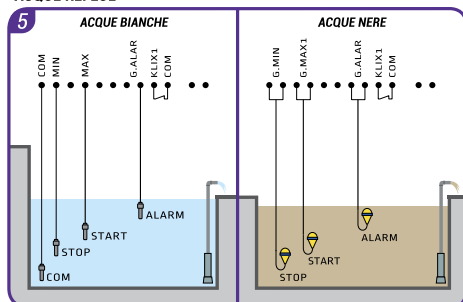 5
ACQUE BIANCHE
COM
MIN
MAX
G.ALAR
KLIX1
COM
ALARM
START
STOP
COM
ACQUE NERE
G.MIN
G.MAX1
G.ALAR
KLIX1
COM
ALARM
START
STOP